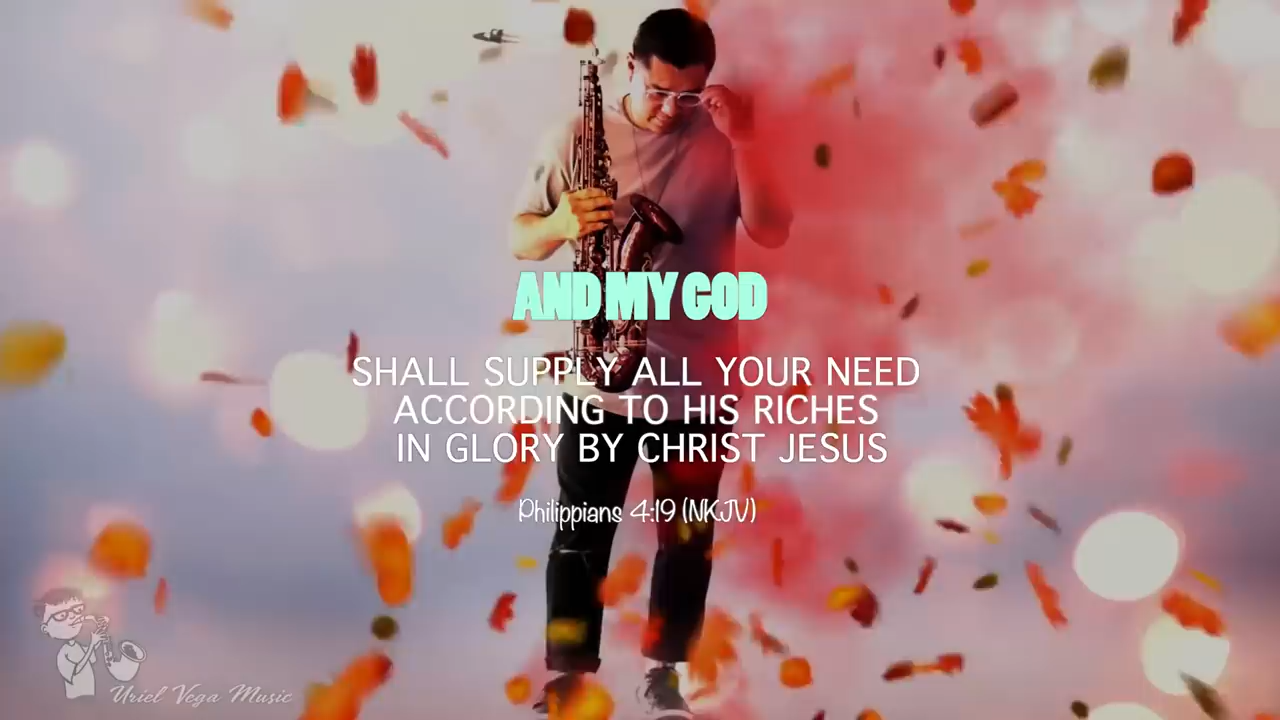 AND MY GOD
SHALL SUPPLY ALL YOUR NEED
ACCORDING TO HIS RICHES
IN GLORY BY CHRIST JESUS
Philippians 4:19 (NKJV)
Uriel Vega Music